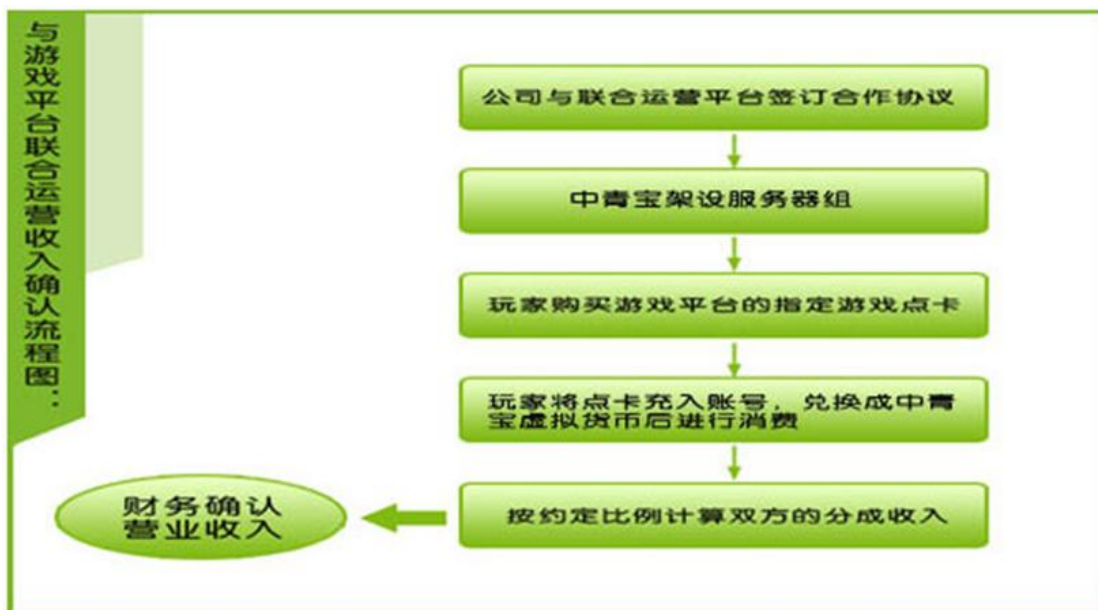 与游戏平台联合运营收入确认流程图：
公司与联合运营平台签订合作协议
中青宝架设服务器组
玩家购买游戏平台的指定游戏点卡
玩家将点卡充入账号，兑换成中青
宝虚拟货币后进行消费
按约定比例计算双方的分成收入
财务确认
营业收入